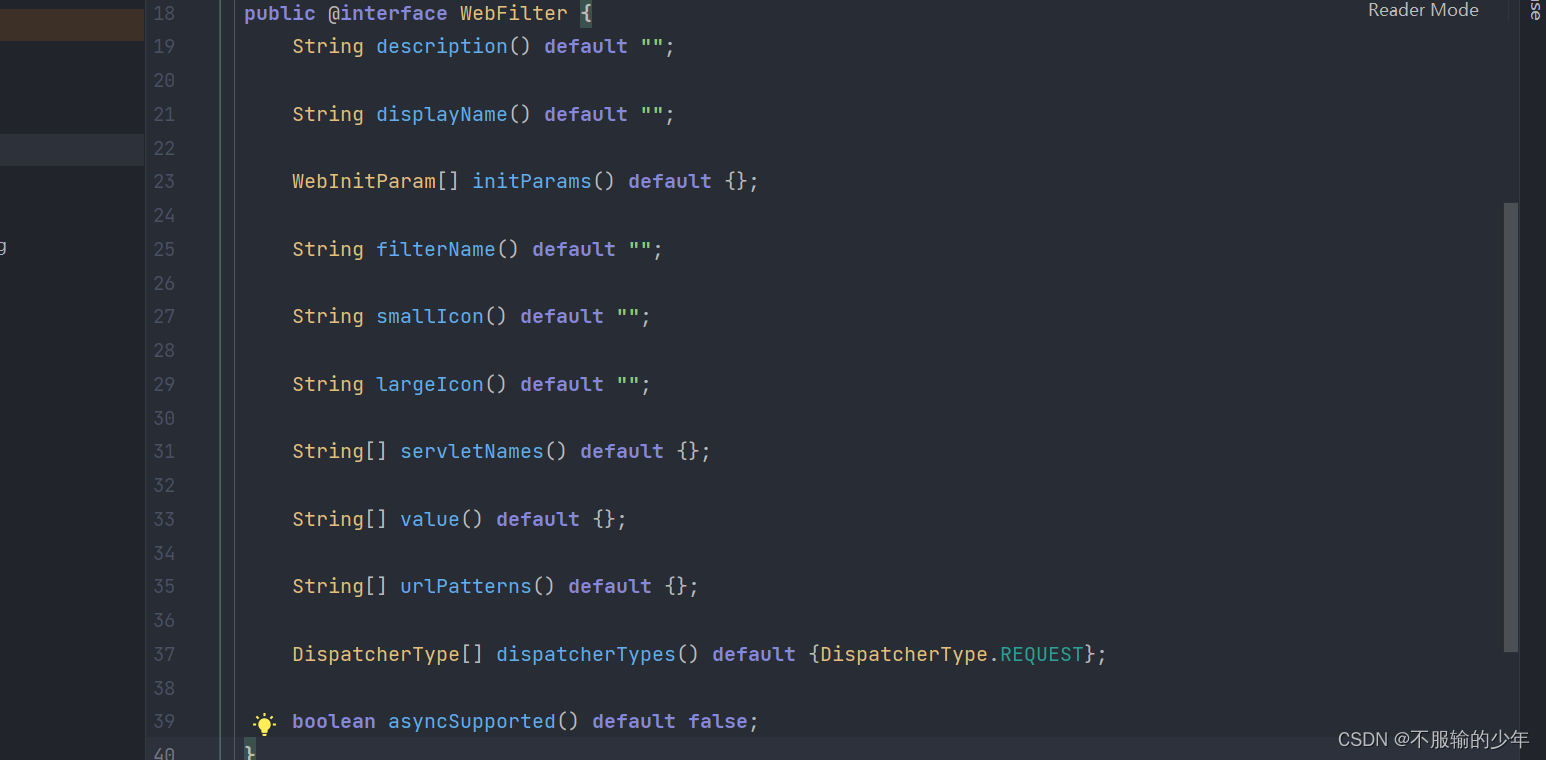 18 public @interface WebFilter {
Reader Mode
19 String description() default "";
20
21 String displayName() default "";
22
23 WebInitParam[] initParams() default {};
24
25 String filterName() default "";
26
27 String smallIcon() default "";
28
29 String largeIcon() default "";
30
31 String[] servletNames() default {};
32
33 String[] value() default {};
34
35 String[] urlPatterns() default {};
36
37 DispatcherType[] dispatcherTypes() default {DispatcherType.REQUEST};
38
39 boolean asyncSupported() default false;
40 }
g
se
CSDN @不服输的少年